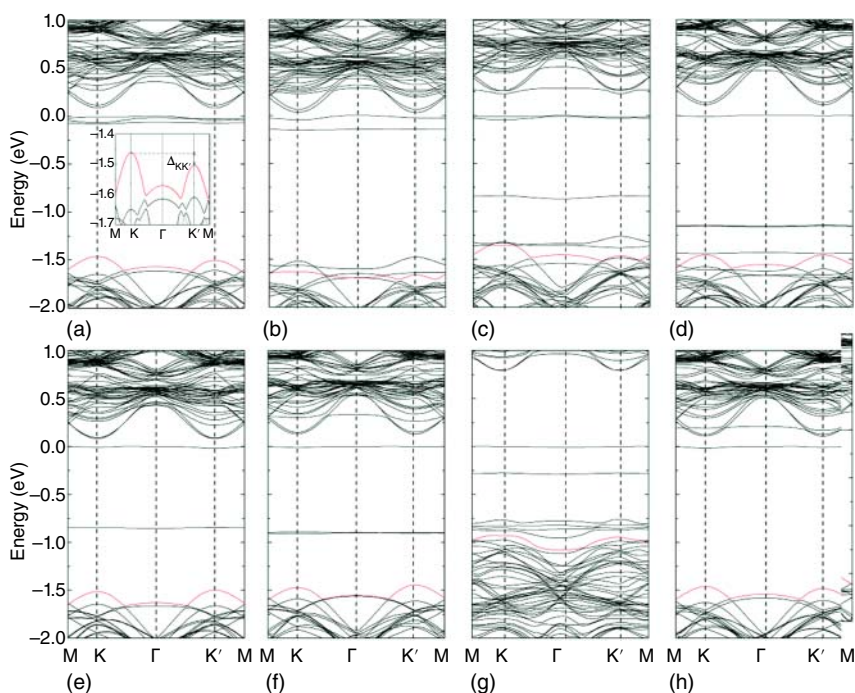 1.0
0.5
0.0
−0.5
−1.0
−1.5
−2.0
Energy (eV)
−1.4
−1.5
−1.6
−1.7
ΔKK′
M K Γ K′ M
(a) (b) (c) (d)
1.0
0.5
0.0
−0.5
−1.0
−1.5
−2.0
Energy (eV)
M K Γ K′ M K Γ K′ M K Γ K′ M K Γ K′ M
(e) (f) (g) (h)